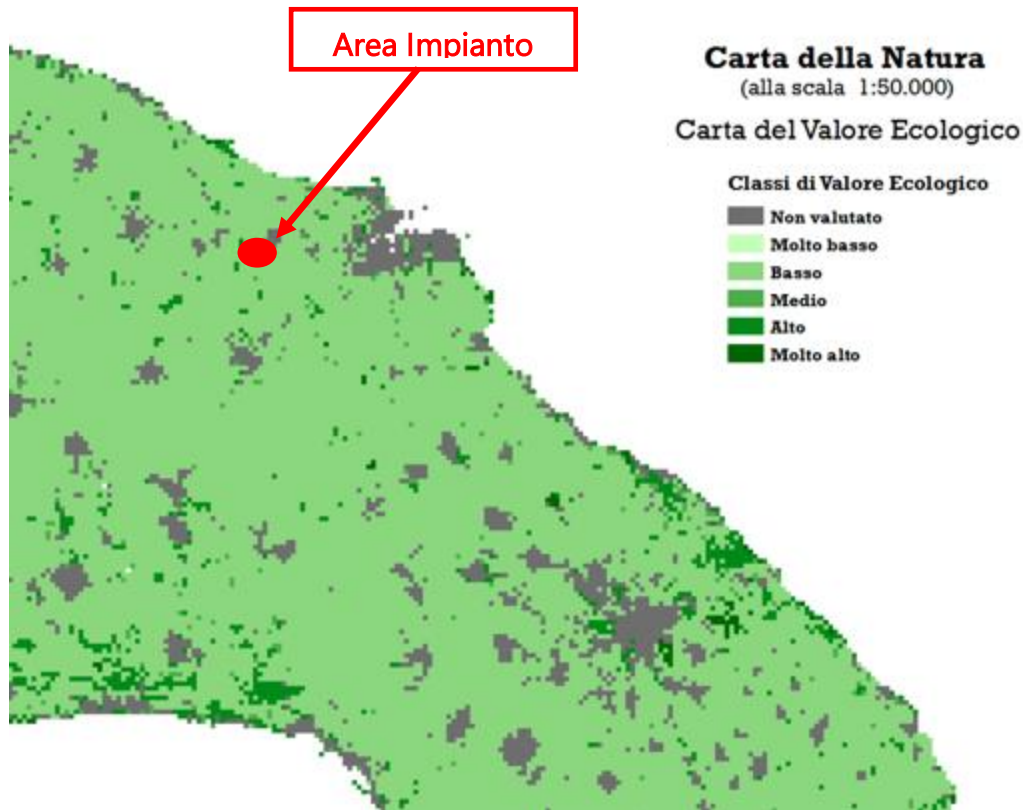 Area Impianto
Carta della Natura
(alla scala 1:50.000)
Carta del Valore Ecologico
Classi di Valore Ecologico
Non valutato
Molto basso
Basso
Medio
Alto
Molto alto